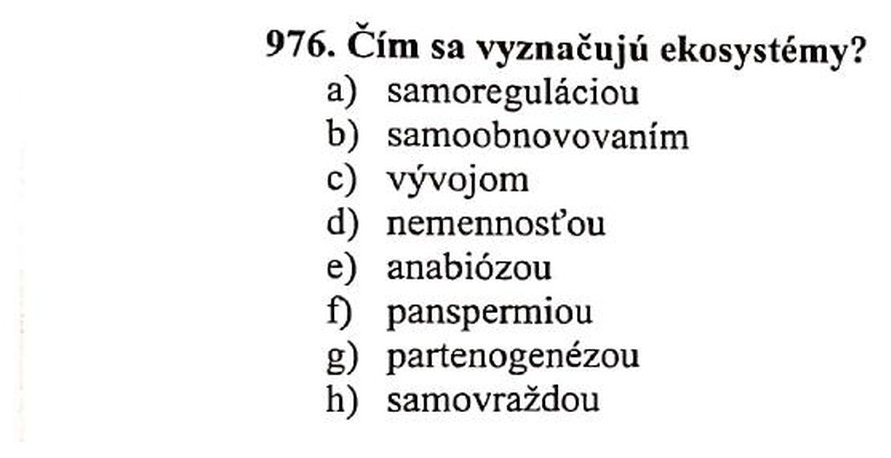 976. Čím sa vyznačujú ekosystémy?
a) samoreguláciou
b) samoobnovovaním
c) vývojom
d) nemennosťou
e) anabiózou
f) panspermiou
g) partenogenézou
h) samovraždou